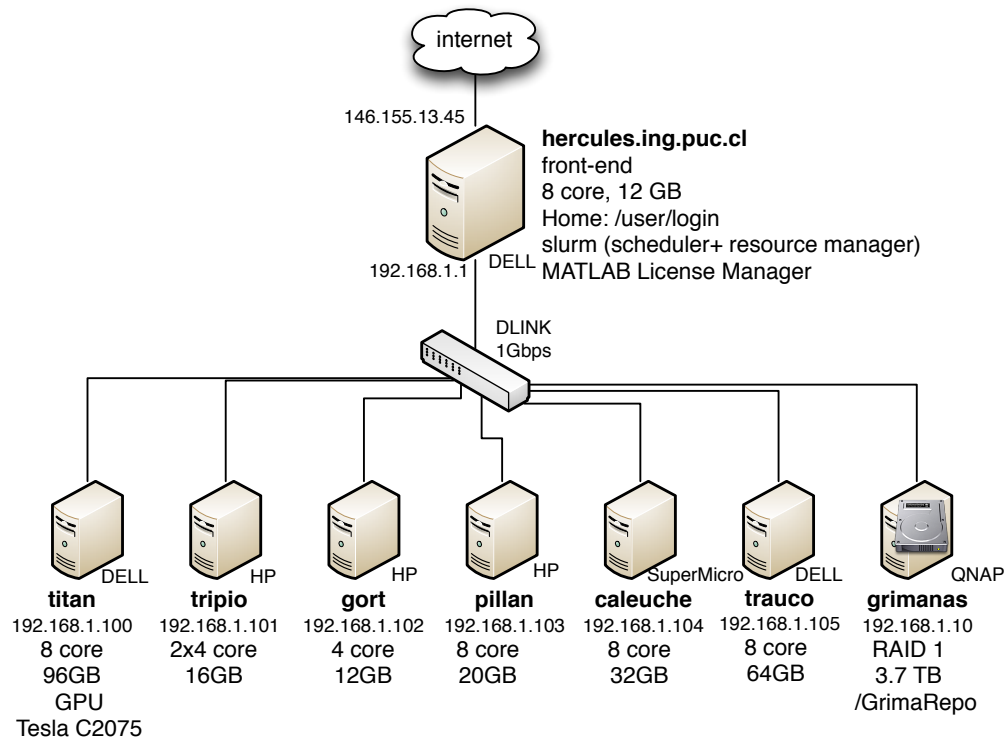 internet
146.155.13.45
hercules.ing.puc.cl
front-end
8 core, 12 GB
Home: /user/login
slurm (scheduler+ resource manager)
MATLAB License Manager
DELL
192.168.1.1
DLINK
1Gbps
DELL
titan
192.168.1.100
8 core
96GB
GPU
Tesla C2075
HP
tripio
192.168.1.101
2x4 core
16GB
HP
gort
192.168.1.102
4 core
12GB
HP
pillan
192.168.1.103
8 core
20GB
SuperMicro
caleuche
192.168.1.104
8 core
32GB
DELL
trauco
192.168.1.105
8 core
64GB
QNAP
grimanas
192.168.1.10
RAID 1
3.7 TB
/GrimaRepo